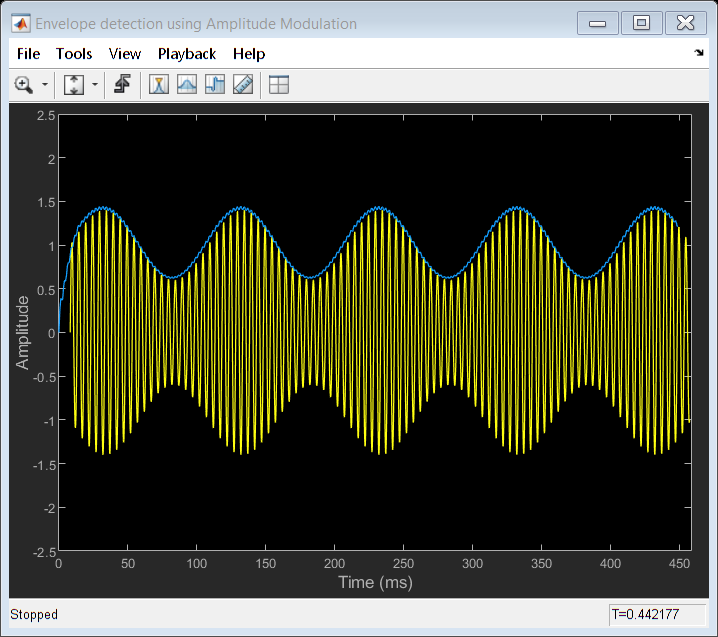 Envelope detection using Amplitude Modulation
File Tools View Playback Help
2.5
2
1.5
1
0.5
0
-0.5
-1
-1.5
-2
-2.5
Amplitude
0 50 100 150 200 250 300 350 400 450
Time (ms)
Stopped T=0.442177